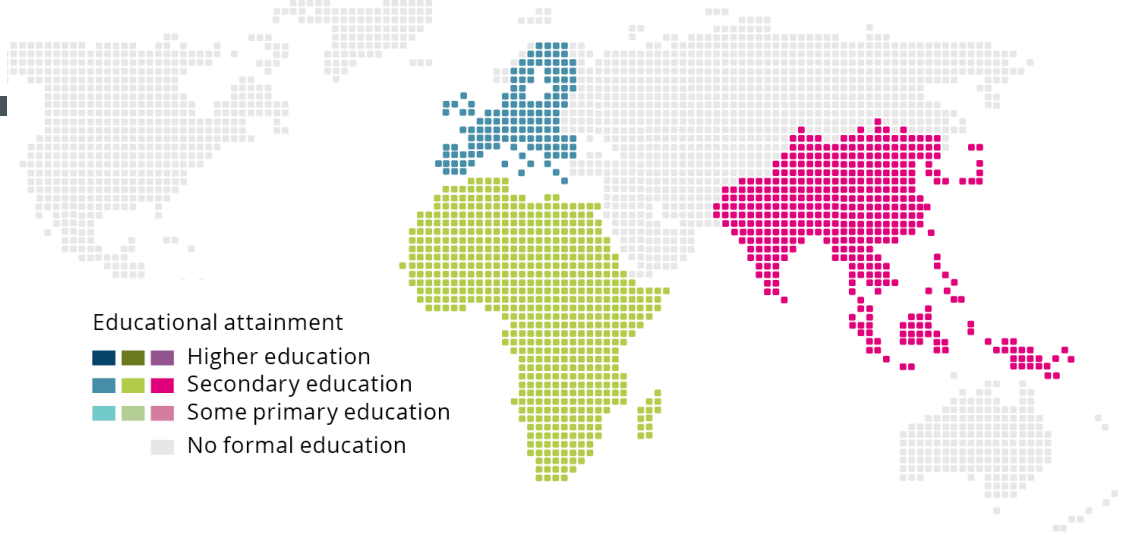 Educational attainment
Higher education
Secondary education
Some primary education
No formal education